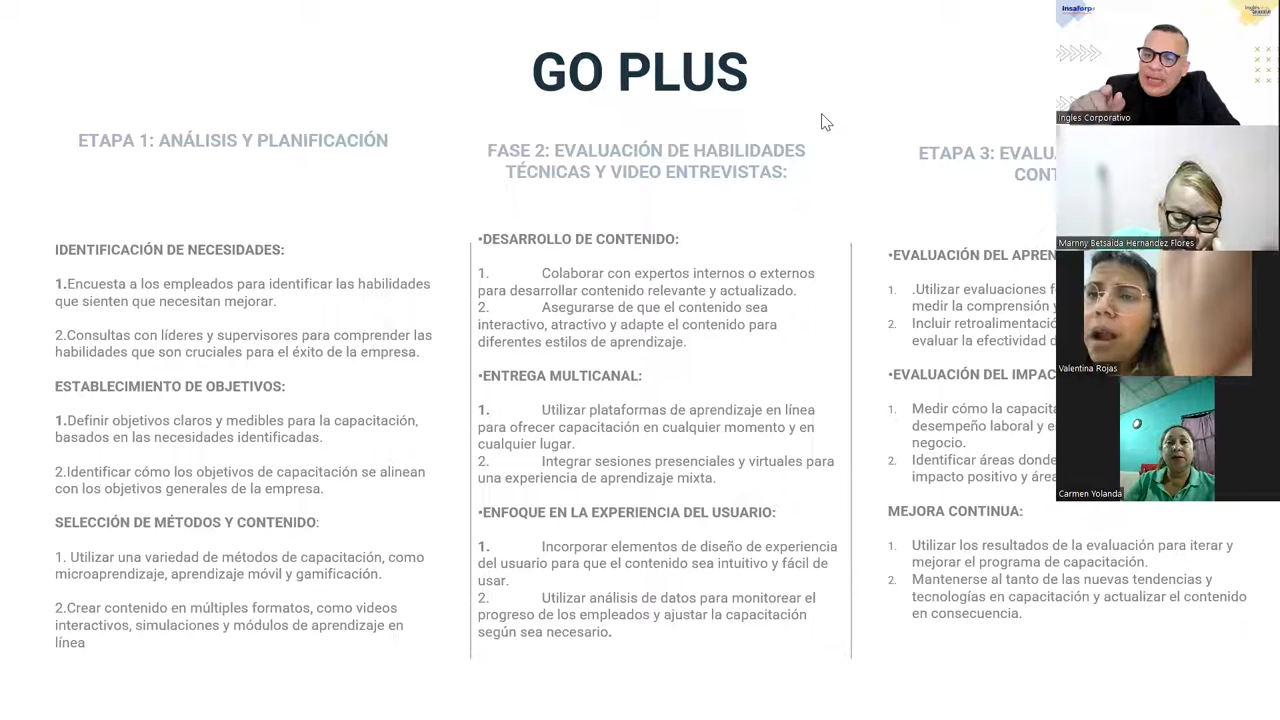 GO PLUS
ETAPA 1: ANÁLISIS Y PLANIFICACIÓN
IDENTIFICACIÓN DE NECESIDADES:
1.Encuesta a los empleados para identificar las habilidades
que sienten que necesitan mejorar.
2.Consultas con líderes y supervisores para comprender las
habilidades que son cruciales para el éxito de la empresa.
ESTABLECIMIENTO DE OBJETIVOS:
1.Definir objetivos claros y medibles para la capacitación,
basados en las necesidades identificadas.
2.Identificar cómo los objetivos de capacitación se alinean
con los objetivos generales de la empresa.
SELECCIÓN DE MÉTODOS Y CONTENIDO:
1. Utilizar una variedad de métodos de capacitación, como
microaprendizaje, aprendizaje móvil y gamificación.
2.Crear contenido en múltiples formatos, como videos
interactivos, simulaciones y módulos de aprendizaje en
línea
FASE 2: EVALUACIÓN DE HABILIDADES
TÉCNICAS Y VIDEO ENTREVISTAS:
•DESARROLLO DE CONTENIDO:
1. Colaborar con expertos internos o externos
para desarrollar contenido relevante y actualizado.
2. Asegurarse de que el contenido sea
interactivo, atractivo y adapte el contenido para
diferentes estilos de aprendizaje.
•ENTREGA MULTICANAL:
1. Utilizar plataformas de aprendizaje en línea
para ofrecer capacitación en cualquier momento y en
cualquier lugar.
2. Integrar sesiones presenciales y virtuales para
una experiencia de aprendizaje mixta.
•ENFOQUE EN LA EXPERIENCIA DEL USUARIO:
1. Incorporar elementos de diseño de experiencia
del usuario para que el contenido sea intuitivo y fácil de
usar.
2. Utilizar análisis de datos para monitorear el
progreso de los empleados y ajustar la capacitación
según sea necesario.
ETAPA 3: EVALU
CONT
•EVALUACIÓN DEL APREN
1. .Utilizar evaluaciones f
medir la comprensión y
2. Incluir retroalimentació
evaluar la efectividad d
•EVALUACIÓN DEL IMPAC
1. Medir cómo la capacita
desempeño laboral y e
negocio.
2. Identificar áreas donde
impacto positivo y área
MEJORA CONTINUA:
1. Utilizar los resultados de la evaluación para iterar y
mejorar el programa de capacitación.
2. Mantenerse al tanto de las nuevas tendencias y
tecnologías en capacitación y actualizar el contenido
en consecuencia.
Insaforp
Ingles Corporativo
Marnny Betsaida Hernandez Flores
Valentina Rojas
Carmen Yolanda